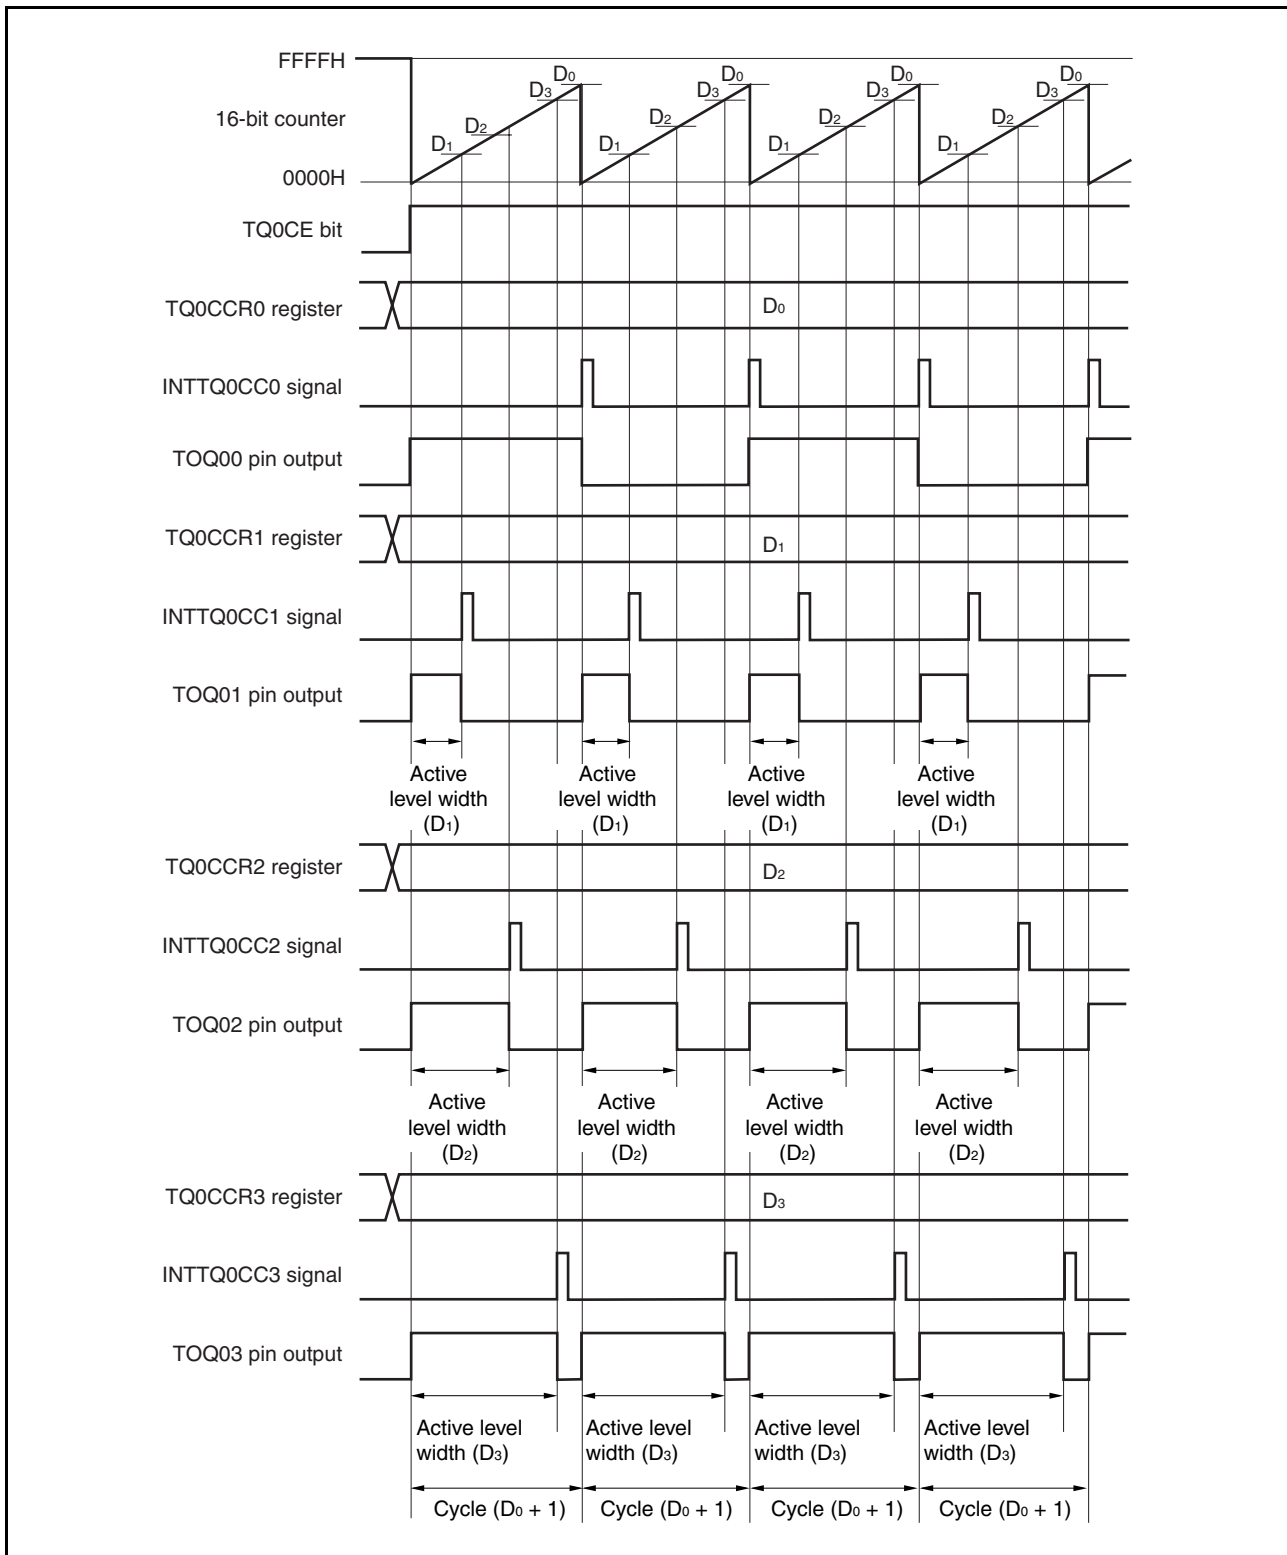 FFFFH
D0 D0 D0 D0
D3 D3 D3 D3
16-bit counter
D2 D2 D2 D2
D1 D1 D1 D1
0000H
TQ0CE bit
TQ0CCR0 register D0
INTTQ0CC0 signal
TOQ00 pin output
TQ0CCR1 register D1
INTTQ0CC1 signal
TOQ01 pin output
Active Active Active Active
level width level width level width level width
(D1) (D1) (D1) (D1)
TQ0CCR2 register D2
INTTQ0CC2 signal
TOQ02 pin output
Active Active Active Active
level width level width level width level width
(D2) (D2) (D2) (D2)
TQ0CCR3 register D3
INTTQ0CC3 signal
TOQ03 pin output
Active level Active level Active level Active level
width (D3) width (D3) width (D3) width (D3)
Cycle (D0 + 1) Cycle (D0 + 1) Cycle (D0 + 1) Cycle (D0 + 1)